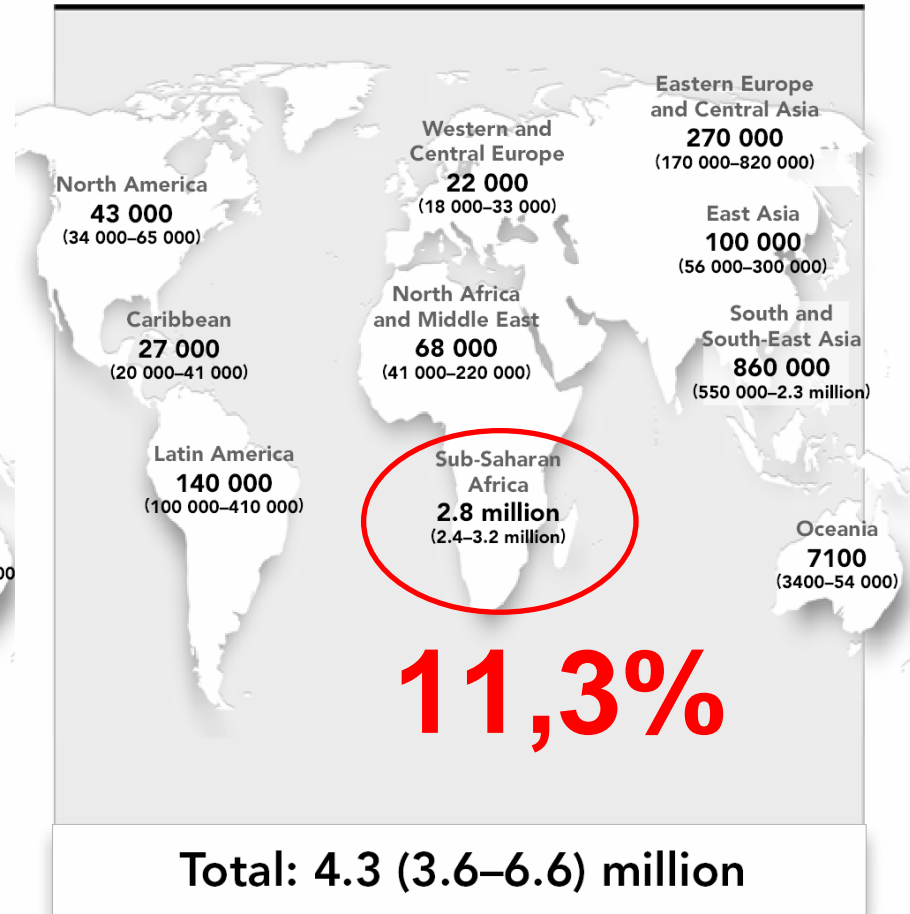 Eastern Europe
and Central Asia
270 000
(170 000–820 000)
Western and
Central Europe
22 000
(18 000–33 000)
North America
43 000
(34 000–65 000)
East Asia
100 000
(56 000–300 000)
North Africa
and Middle East
68 000
(41 000–220 000)
Caribbean
27 000
(20 000–41 000)
South and
South-East Asia
860 000
(550 000–2.3 million)
Latin America
140 000
(100 000–410 000)
Sub-Saharan
Africa
2.8 million
(2.4–3.2 million)
Oceania
7100
(3400–54 000)
11,3%
Total: 4.3 (3.6–6.6) million